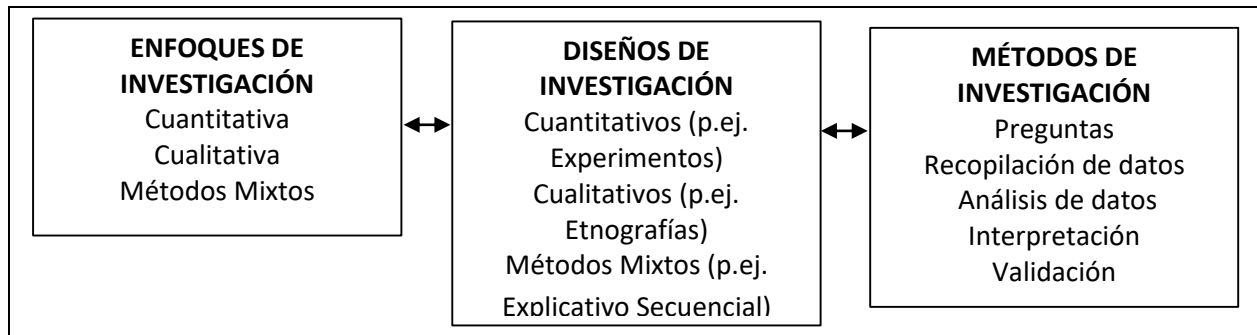 ENFOQUES DE
INVESTIGACIÓN
Cuantitativa
Cualitativa
Métodos Mixtos
DISEÑOS DE
INVESTIGACIÓN
Cuantitativos (p.ej.
Experimentos)
Cualitativos (p.ej.
Etnografías)
Métodos Mixtos (p.ej.
Explicativo Secuencial)
MÉTODOS DE
INVESTIGACIÓN
Preguntas
Recopilación de datos
Análisis de datos
Interpretación
Validación